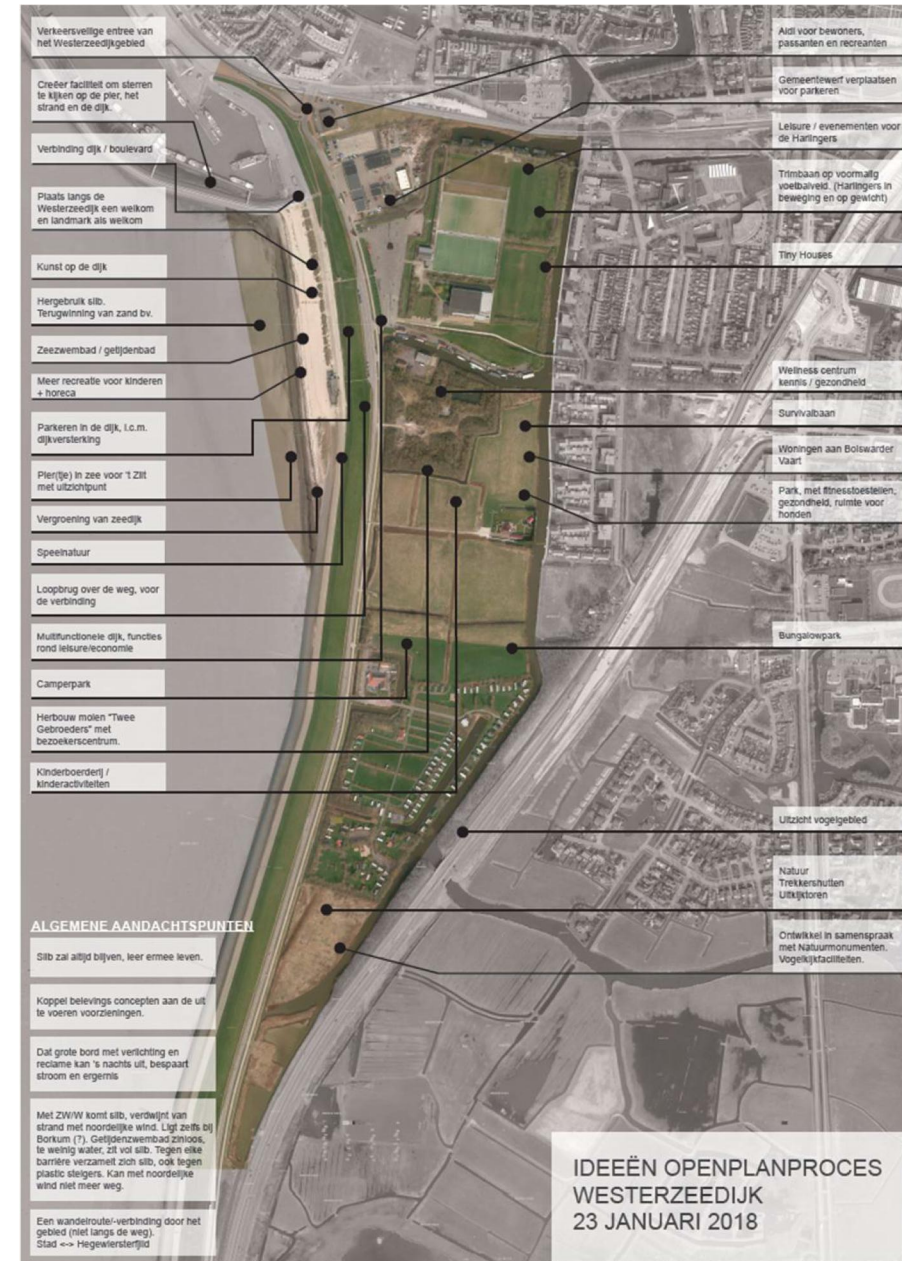 Verkeersveilige entree van
het Westerzeedijkgebied
Creëer faciliteit om sterren
te kijken op de pier, het
strand en de dijk.
Verbinding dijk / boulevard
Plaats langs de
Westerzeedijk een welkom
en landmark als welkom
Kunst op de dijk
Hergebruik slib.
Terugwinning van zand bv.
Zeezwembad / getijdenbad
Meer recreatie voor kinderen
+ horeca
Parkeren in de dijk, i.c.m.
dijkversterking
Pier(tje) in zee voor 't Zilt
met uitzichtpunt
Vergroening van zeedijk
Speelnatuur
Loopbrug over de weg, voor
de verbinding
Multifunctionele dijk, functies
rond leisure/economie
Camperpark
Herbouw molen "Twee
Gebroeders" met
bezoekerscentrum.
Kinderboerderij /
kinderactiviteiten
ALGEMENE AANDACHTSPUNTEN
Slib zal altijd blijven, leer ermee leven.
Koppel belevings concepten aan de uit
te voeren voorzieningen.
Dat grote bord met verlichting en
reclame kan 's nachts uit, bespaart
stroom en ergernis
Met ZW/W komt slib, verdwijnt van
strand met noordelijke wind. Ligt zelfs bij
Borkum (?). Getijdenzwembad zinloos,
te weinig water, zit vol slib. Tegen elke
barrière verzamelt zich slib, ook tegen
plastic steigers. Kan met noordelijke
wind niet meer weg.
Een wandelroute/-verbinding door het
gebied (niet langs de weg).
Stad <-> Hegewiersterfjild
Aldi voor bewoners,
passanten en recreanten
Gemeentewerf verplaatsen
voor parkeren
Leisure / evenementen voor
de Harlingers
Trimbaan op voormalig
voetbalveld. (Harlingers in
beweging en op gewicht)
Tiny Houses
Wellness centrum
kennis / gezondheid
Survivalbaan
Woningen aan Bolswarder
Vaart
Park, met fitnesstoestellen,
gezondheid, ruimte voor
honden
Bungalowpark
Uitzicht vogelgebied
Natuur
Trekkershutten
Uitkijktoren
Ontwikkel in samenspraak
met Natuurmonumenten.
Vogelkijkfaciliteiten.
IDEEËN OPENPLANPROCES
WESTERZEEDIJK
23 JANUARI 2018